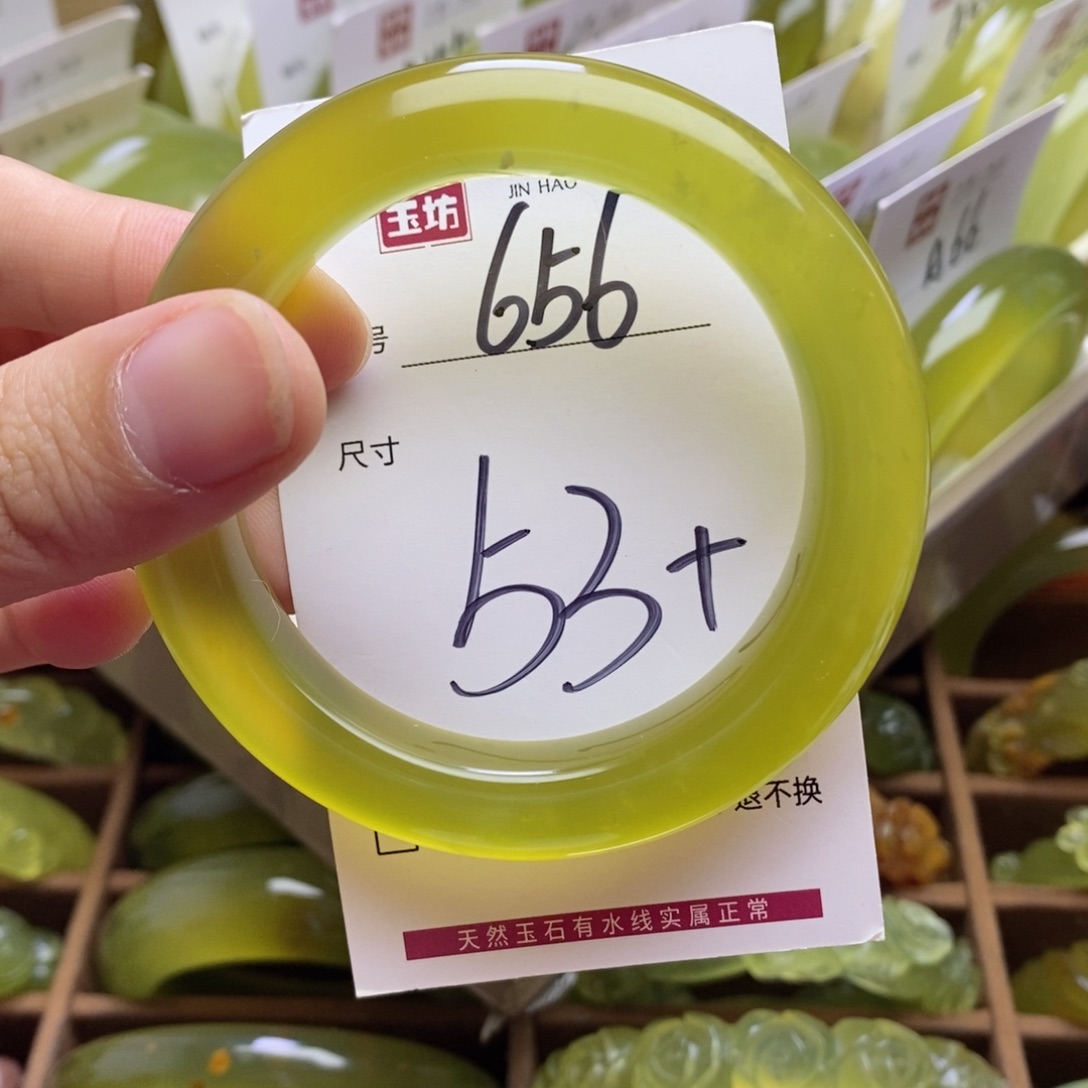 玉坊
JIN HAO
号 656
尺寸
53+
退不换
天然玉石有水线实属正常
A60